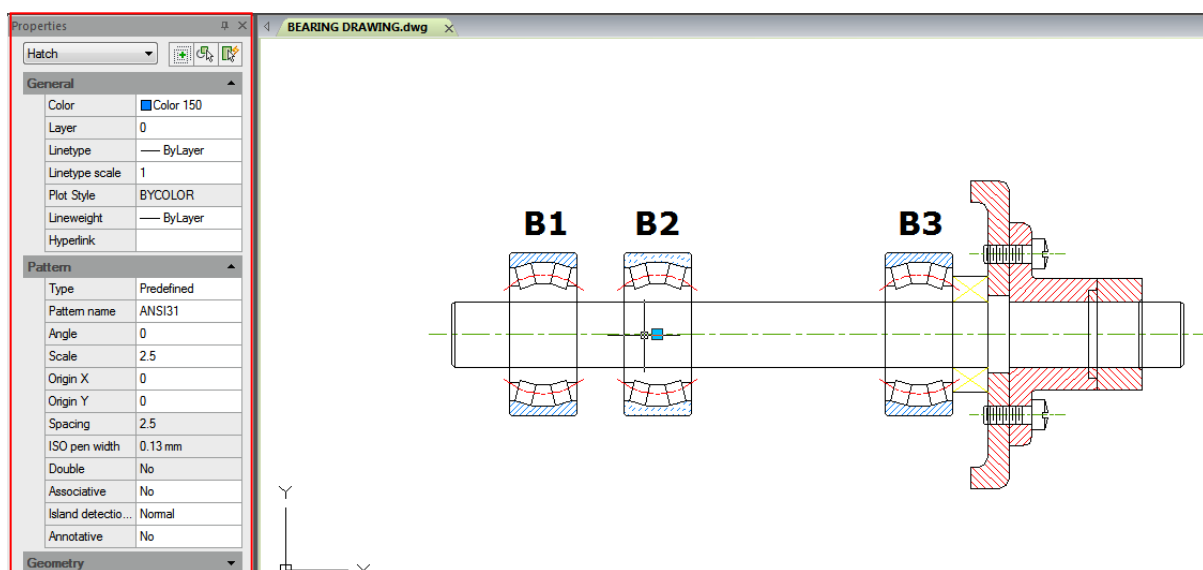 Properties
BEARING DRAWING.dwg
Hatch
General
Color Color 150
Layer 0
Linetype ByLayer
Linetype scale 1
Plot Style BYCOLOR
Lineweight ByLayer
Hyperlink
Pattern
Type Predefined
Pattern name ANSI31
Angle 0
Scale 2.5
Origin X 0
Origin Y 0
Spacing 2.5
ISO pen width 0.13 mm
Double No
Associative No
Island detectio... Normal
Annotative No
Geometry
B1 B2 B3
Y
X